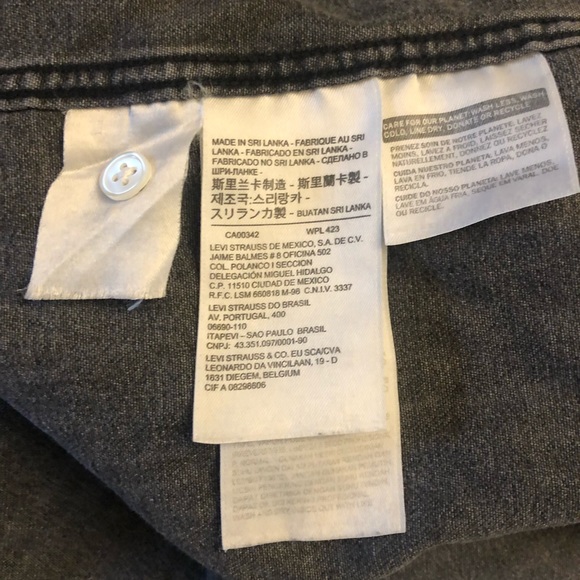 MADE IN SRI LANKA - FABRIQUE AU SRI
LANKA - FABRICADO EN SRI LANKA -
FABRICADO NO SRI LANKA - СДЕЛАНО В
ШРИ-ЛАНКЕ -
斯里兰卡制造 - 斯里蘭卡製 -
제조국:스리랑카 -
スリランカ製 - BUATAN SRI LANKA
CA00342 WPL 423
LEVI STRAUSS DE MEXICO, S.A. DE C.V.
JAIME BALMES # 8 OFICINA 502
COL. POLANCO I SECCION
DELEGACIÓN MIGUEL HIDALGO
C.P. 11510 CIUDAD DE MEXICO
R.F.C. LSM 660818 M-98 C.N.I.V. 3337
LEVI STRAUSS DO BRASIL
AV. PORTUGAL, 400
06690-110
ITAPEVI - SAO PAULO BRASIL
CNPJ: 43.351.097/0001-90
LEVI STRAUSS & CO. EU SCA/CVA
LEONARDO DA VINCILAAN, 19 - D
1831 DIEGEM, BELGIUM
CIF A 08298806
CARE FOR OUR PLANET: WASH LESS, WASH
COLD, LINE DRY, DONATE OR RECYCLE
PRENEZ SOIN DE NOTRE PLANETE: LAVEZ
MOINS, LAVEZ A FROID, LAISSEZ SECHER
NATURELLEMENT, DONNEZ OU RECYCLEZ
CUIDA NUESTRO PLANETA: LAVA MENOS,
LAVA EN FRIO, TIENDE LA ROPA, DONA O
RECICLA.
CUIDE DO NOSSO PLANETA: LAVE MENOS,
LAVE EM ÁGUA FRIA, SEQUE EM VARAL, DOE
OU RECICLE